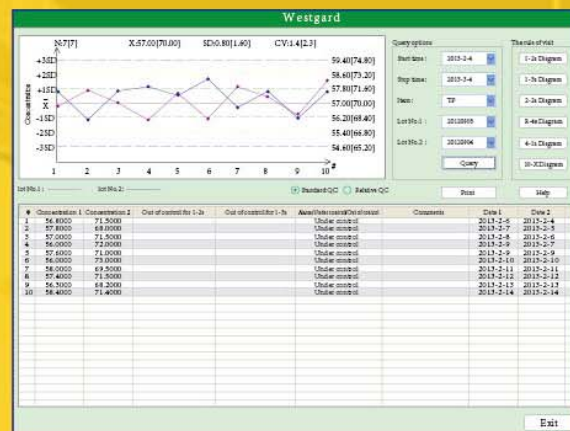 Westgard
N:7[7] X:57.00[70.00] SD:0.80[1.60] CV:1.4[2.3]
+3SD 59.40[74.80]
+2SD 58.60[73.20]
+1SD 57.80[71.60]
X 57.00[70.00]
-1SD 56.20[68.40]
-2SD 55.40[66.80]
-3SD 54.60[65.20]
Concentration
1 2 3 4 5 6 7 8 9 10 #
Lot No.1: Lot No.2:
Standard QC Relative QC
Query options
Start time: 2013-2-4
Stop time: 2013-3-4
Item: TP
Lot No.1:
Lot No.2:
Query
Print
The rule of visit
1-2s Diagram
1-3s Diagram
2-2s Diagram
R-4s Diagram
4-1s Diagram
10-X Diagram
Help
# Concentration 1 Concentration 2 Out of control for 1-2s Out of control for 1-3s Comments Date 1 Date 2
1 56.8000 71.5000 Under control 2013-2-6 2013-2-4
2 57.8000 68.0000 Under control 2013-2-7 2013-2-5
3 57.0000 71.5000 Under control 2013-2-8 2013-2-6
4 56.0000 72.0000 Under control 2013-2-9 2013-2-7
5 57.6000 71.0000 Under control 2013-2-9 2013-2-9
6 56.0000 73.0000 Under control 2013-2-10 2013-2-10
7 58.0000 69.5000 Under control 2013-2-11 2013-2-11
8 57.4000 71.5000 Under control 2013-2-12 2013-2-12
9 56.3000 68.2000 Under control 2013-2-13 2013-2-13
10 58.4000 71.4000 Under control 2013-2-14 2013-2-14
Exit